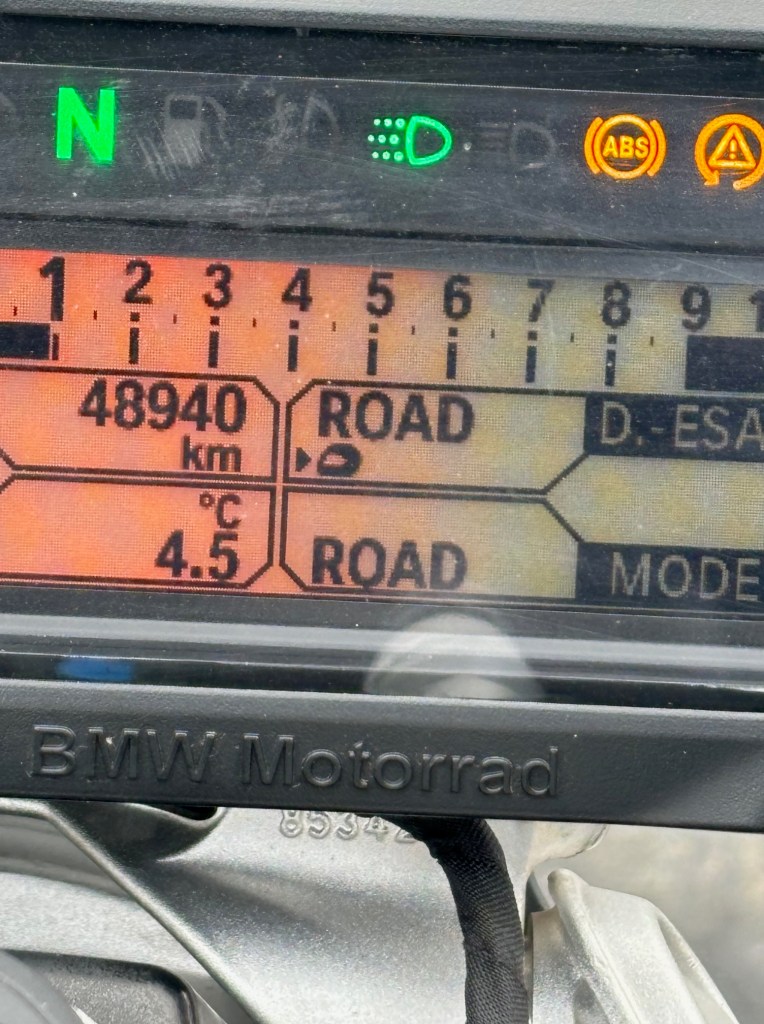 N
ABS
1 2 3 4 5 6 7 8 9
48940 ROAD D.-ESA
km
°C
4.5 ROAD MODE
BMW Motorrad
85342